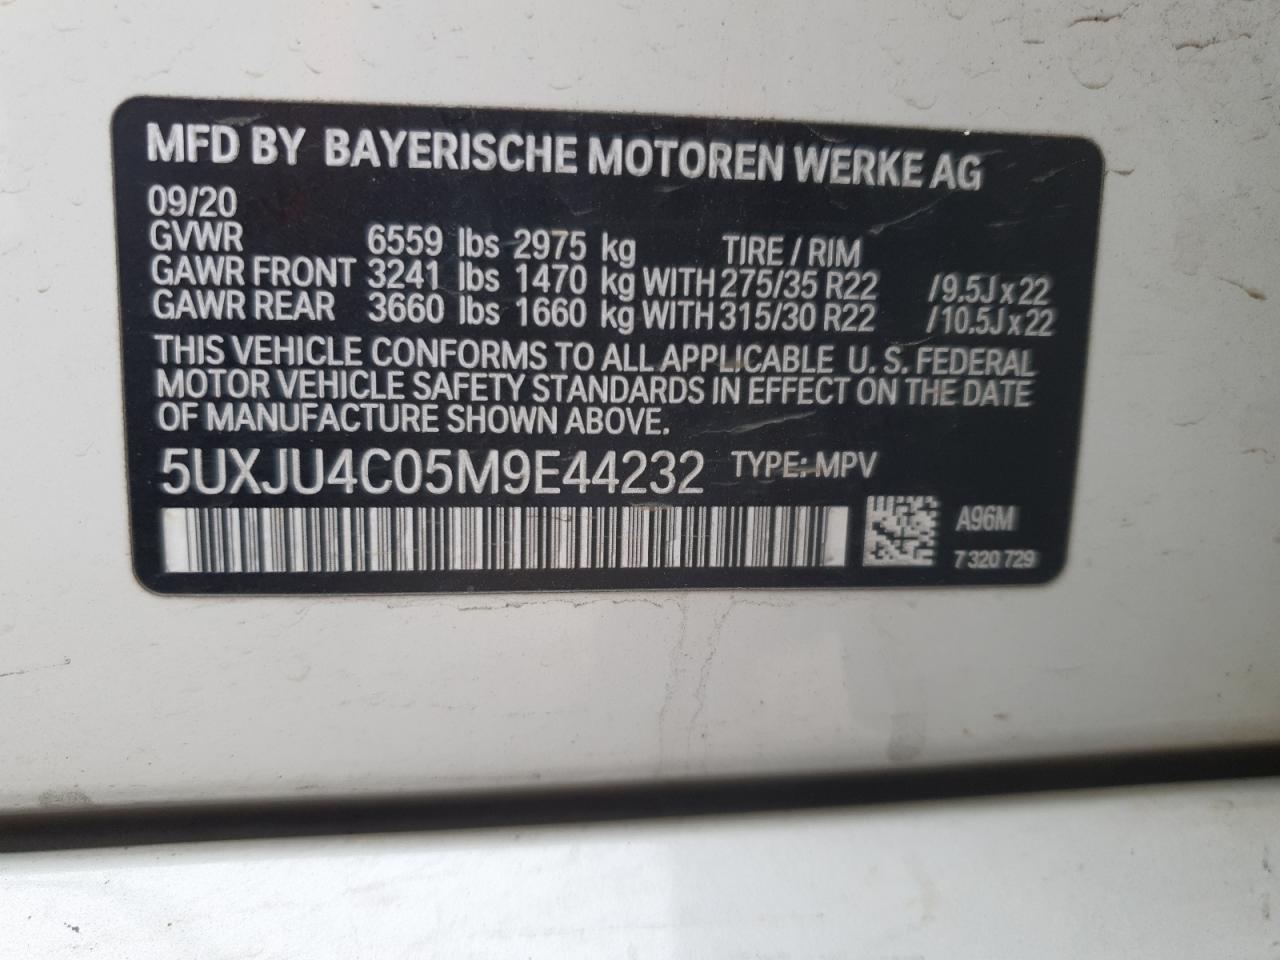 MFD BY BAYERISCHE MOTOREN WERKE AG
09/20
GVWR 6559 lbs 2975 kg TIRE / RIM
GAWR FRONT 3241 lbs 1470 kg WITH 275/35 R22 /9.5J x 22
GAWR REAR 3660 lbs 1660 kg WITH 315/30 R22 /10.5J x 22
THIS VEHICLE CONFORMS TO ALL APPLICABLE U. S. FEDERAL
MOTOR VEHICLE SAFETY STANDARDS IN EFFECT ON THE DATE
OF MANUFACTURE SHOWN ABOVE.
5UXJU4C05M9E44232 TYPE: MPV
A96M
7 320 729